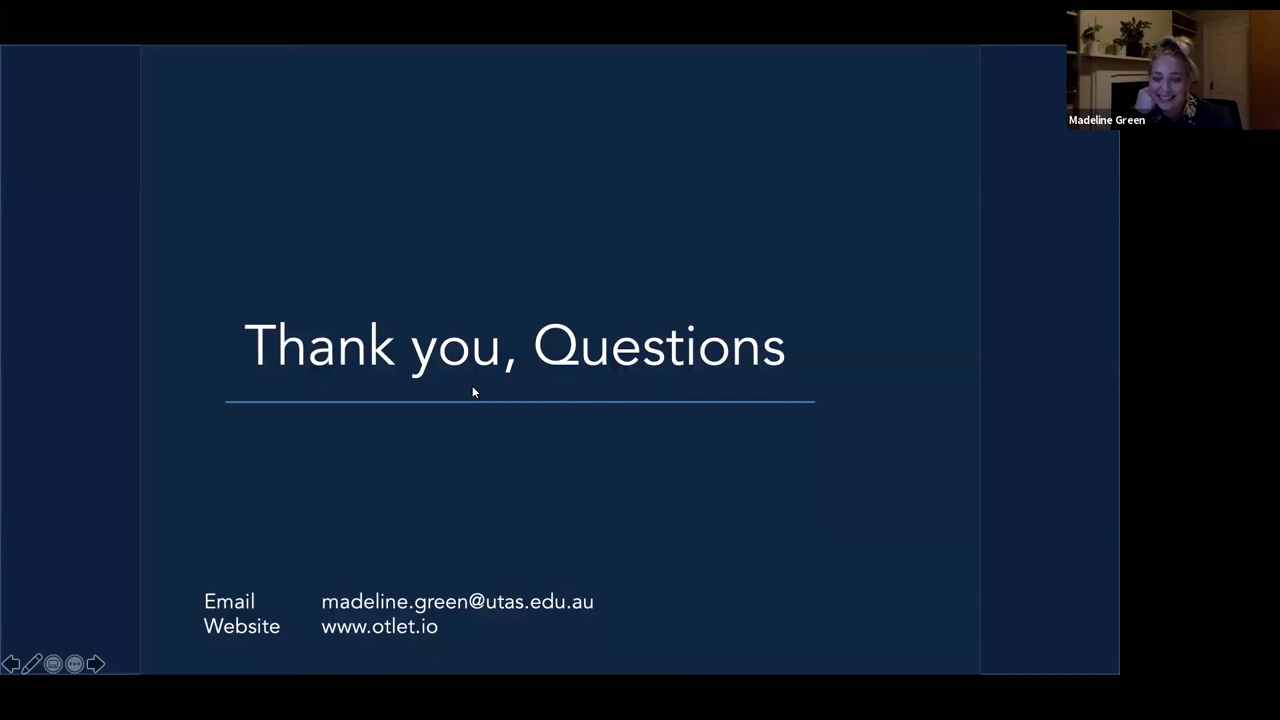 Madeline Green
Thank you, Questions
Email madeline.green@utas.edu.au
Website www.otlet.io